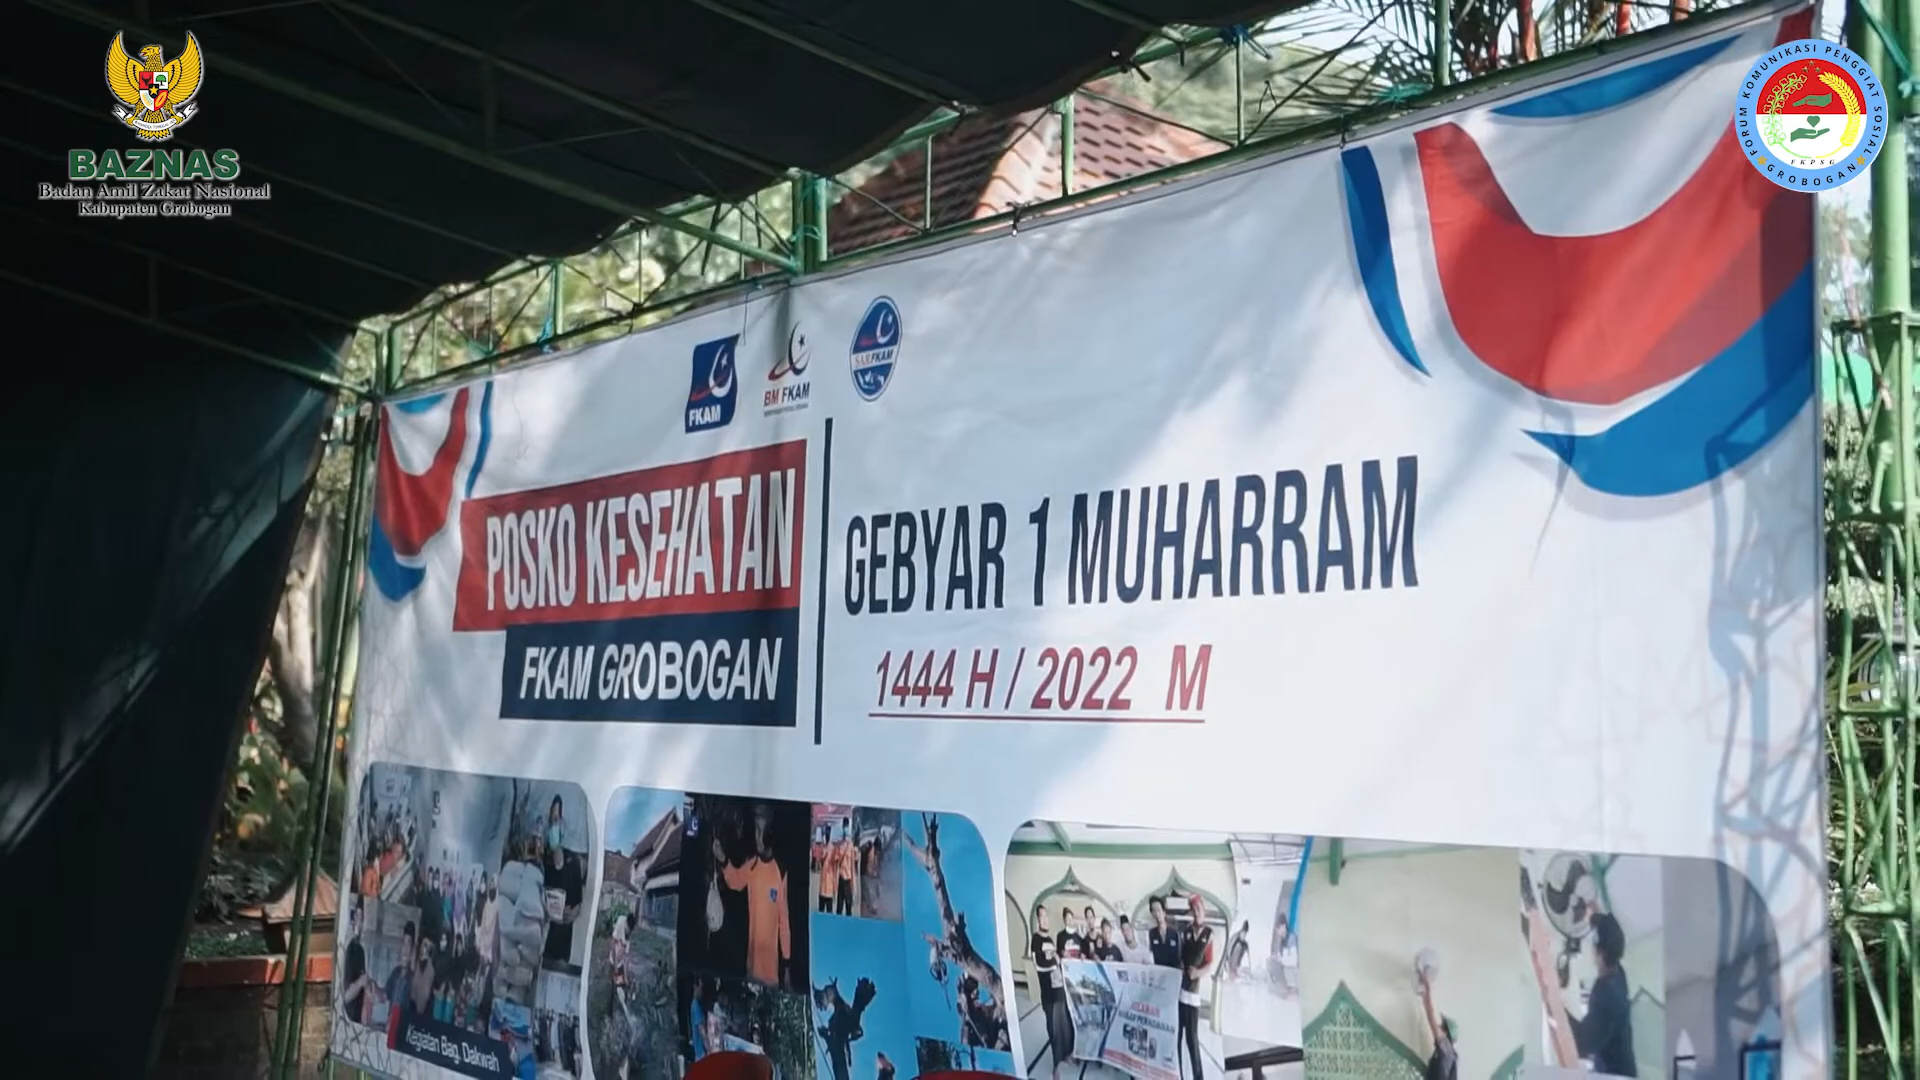 BAZNAS
Badan Amil Zakat Nasional
Kabupaten Grobogan
FORUM KOMUNIKASI PENGGIAT SOSIAL
FKPSG
GROBOGAN
FKAM
BM FKAM
FKAM
POSKO KESEHATAN
FKAM GROBOGAN
GEBYAR 1 MUHARRAM
1444 H / 2022 M
Kegiatan Bag. Dakwah